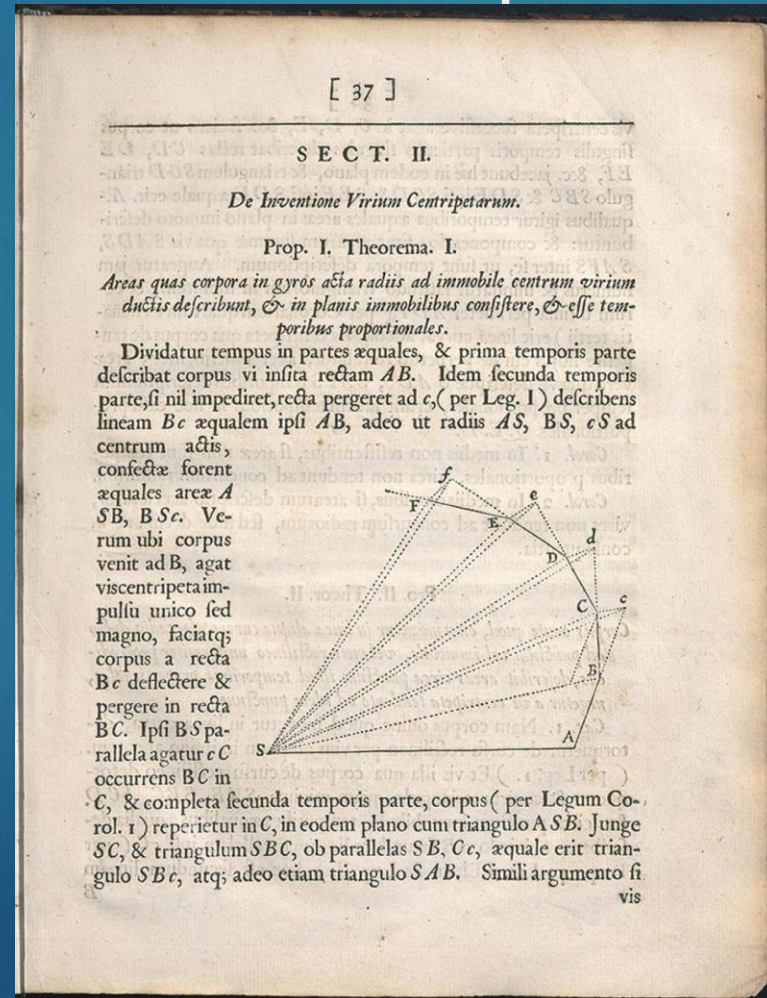 [ 37 ]
SECT. II.
De Inventione Virium Centripetarum.
Prop. I. Theorema. I.
Areas quas corpora in gyros acta radiis ad immobile centrum virium
ductis deſcribunt, & in planis immobilibus conſiſtere, & eſſe tem-
poribus proportionales.
Dividatur tempus in partes æquales, & prima temporis parte
deſcribat corpus vi inſita rectam AB. Idem ſecunda temporis
parte, ſi nil impediret, recta pergeret ad c, ( per Leg. I ) deſcribens
lineam Bc æqualem ipſi AB, adeo ut radiis AS, BS, cS ad
centrum actis,
confectæ forent
æquales areæ A
SB, BSc. Ve-
rum ubi corpus
venit ad B, agat
viscentripeta im-
pulſu unico ſed
magno, faciatq;
corpus a recta
Bc deflectere &
pergere in recta
BC. Ipſi BS pa-
rallela agatur cC
occurrens BC in
C, & completa ſecunda temporis parte, corpus ( per Legum Co-
rol. 1 ) reperietur in C, in eodem plano cum triangulo ASB. Junge
SC, & triangulum SBC, ob parallelas SB, Cc, æquale erit trian-
gulo SBc, atq; adeo etiam triangulo SAB. Simili argumento ſi
vis
f
F
e
E
d
D
c
C
B
A
S